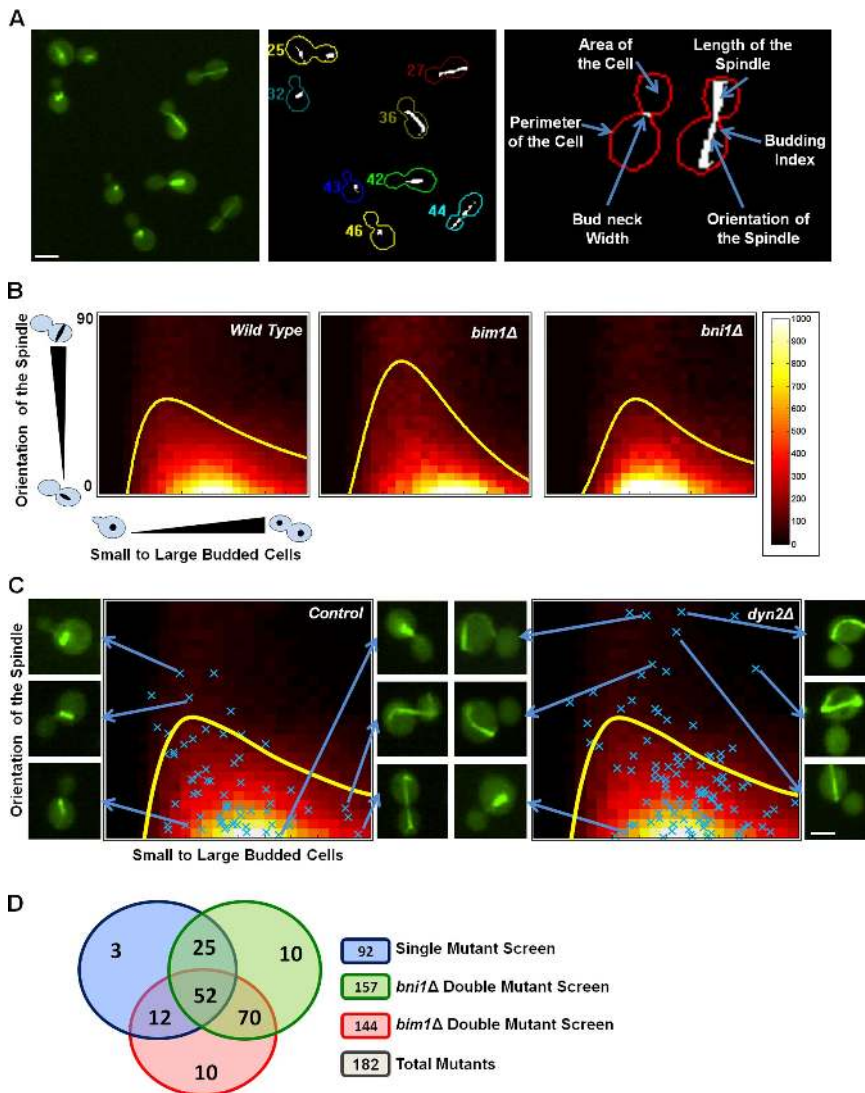 A
25
27
32
36
43
42
44
46
Area of
the Cell
Length of the
Spindle
Perimeter
of the Cell
Budding
Index
Bud neck
Width
Orientation of
the Spindle
B
Orientation of the Spindle
90
0
Wild Type
bim1Δ
bni1Δ
1000
900
800
700
600
500
400
300
200
100
0
Small to Large Budded Cells
C
Orientation of the Spindle
Control
dyn2Δ
Small to Large Budded Cells
D
3
25
10
52
12
70
10
92 Single Mutant Screen
157 bni1Δ Double Mutant Screen
144 bim1Δ Double Mutant Screen
182 Total Mutants